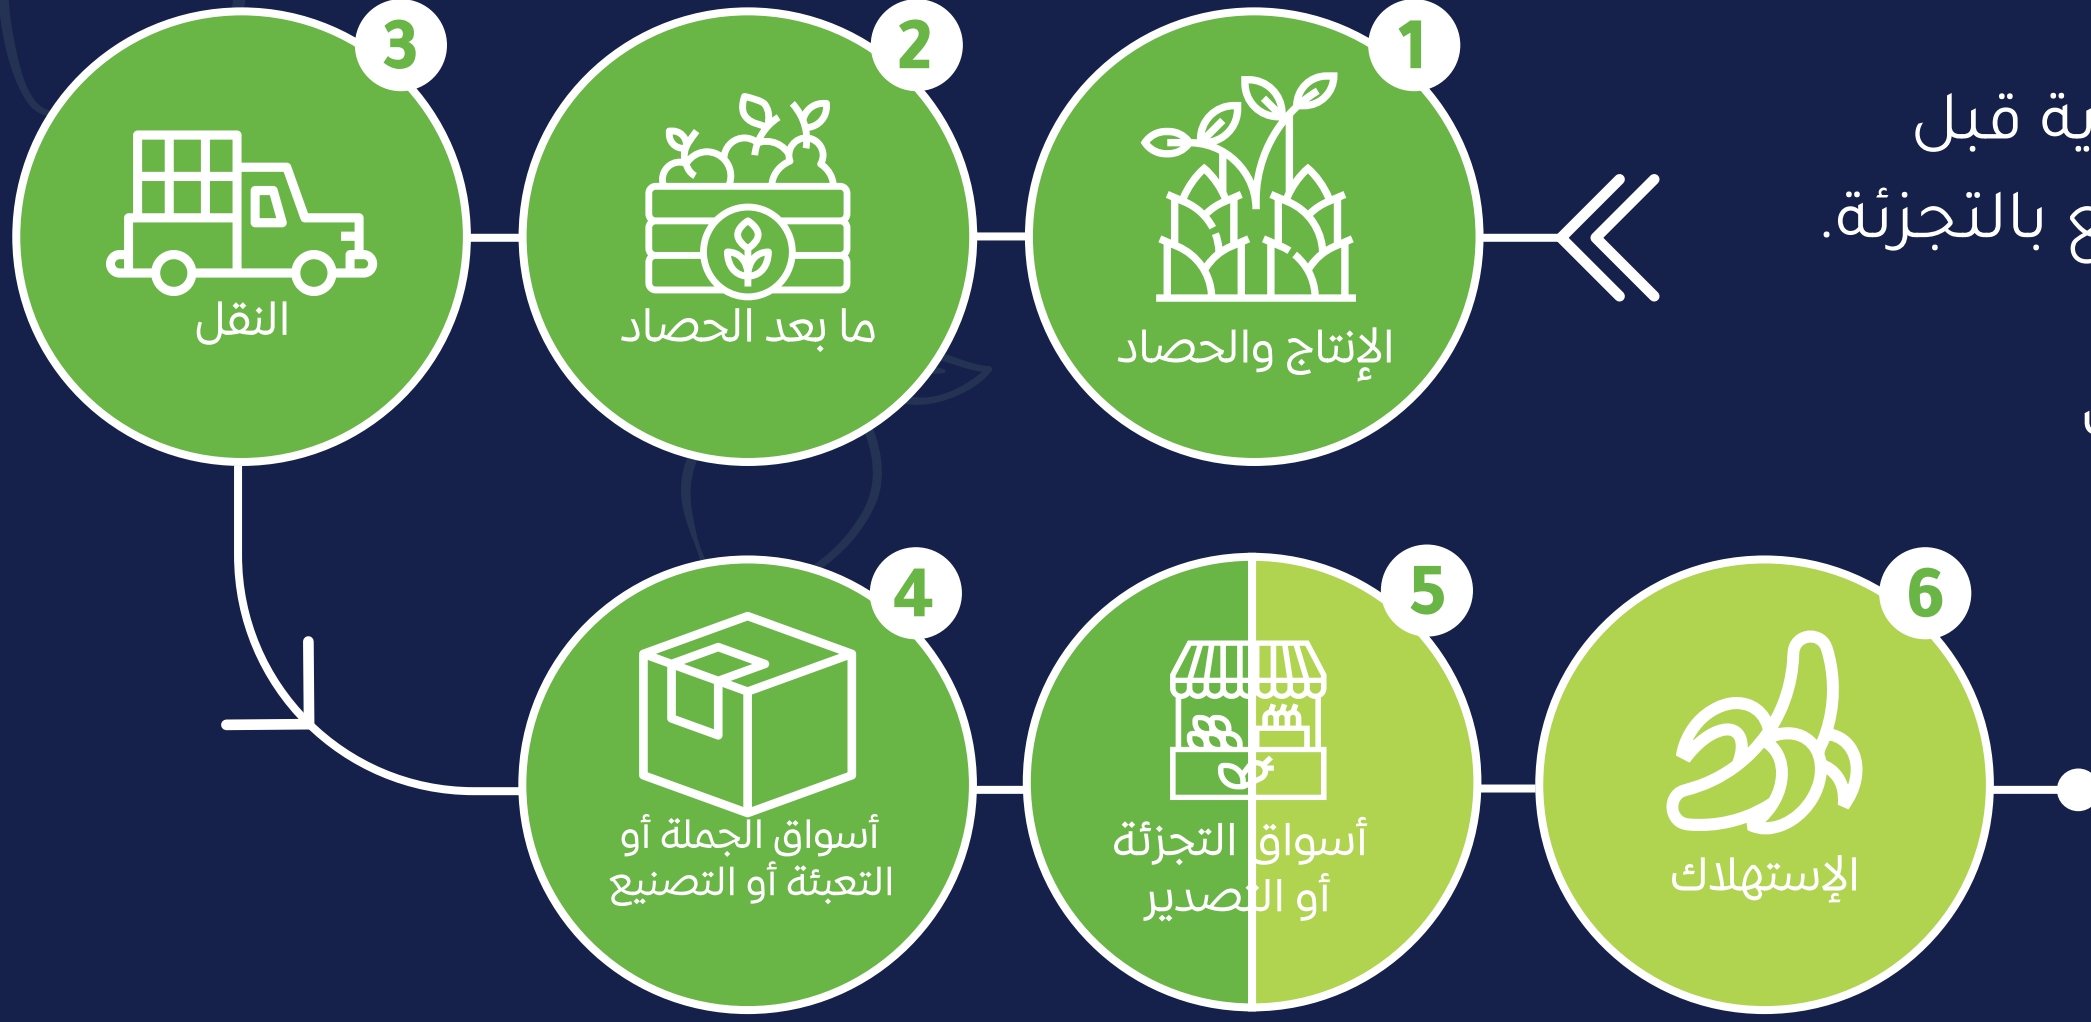 قبل
بالتجزئة.
1
الإنتاج والحصاد
2
ما بعد الحصاد
3
النقل
4
أسواق الجملة أو
التعبئة أو التصنيع
5
أسواق التجزئة
أو التصدير
6
الإستهلاك